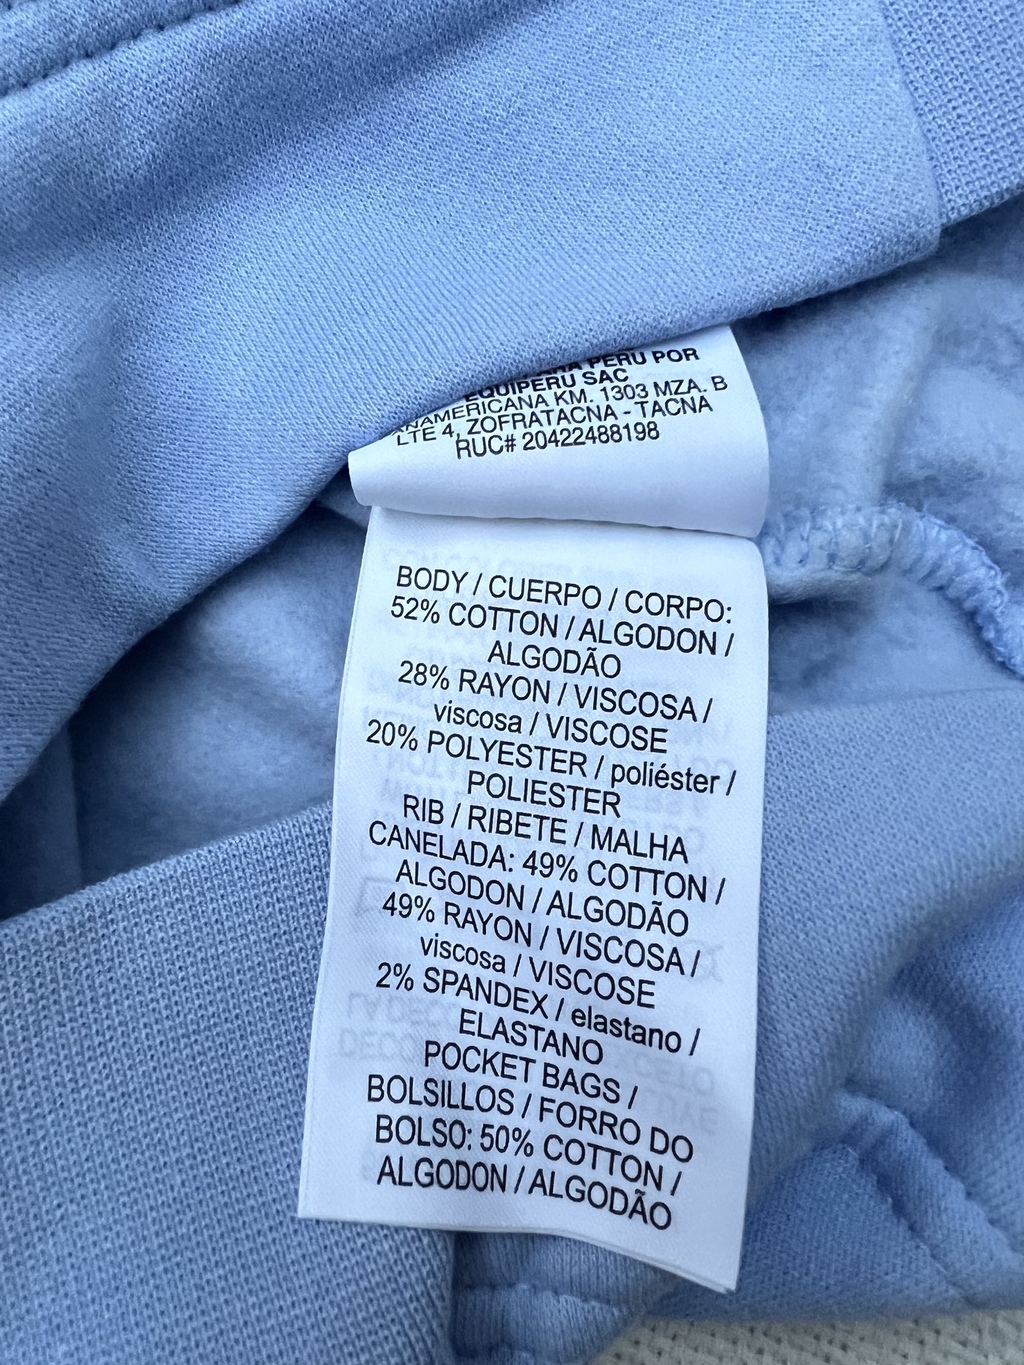 PERU POR
EQUIPERU SAC
KM. 1303 MZA. B
LTE 4, ZOFRATACNA - TACNA
RUC# 20422488198
BODY / CUERPO / CORPO:
52% COTTON / ALGODON /
ALGODÃO
28% RAYON / VISCOSA /
viscosa / VISCOSE
20% POLYESTER / poliéster /
POLIESTER
RIB / RIBETE / MALHA
CANELADA: 49% COTTON /
ALGODON / ALGODÃO
49% RAYON / VISCOSA /
viscosa / VISCOSE
2% SPANDEX / elastano /
ELASTANO
POCKET BAGS /
BOLSILLOS / FORRO DO
BOLSO: 50% COTTON /
ALGODON / ALGODÃO